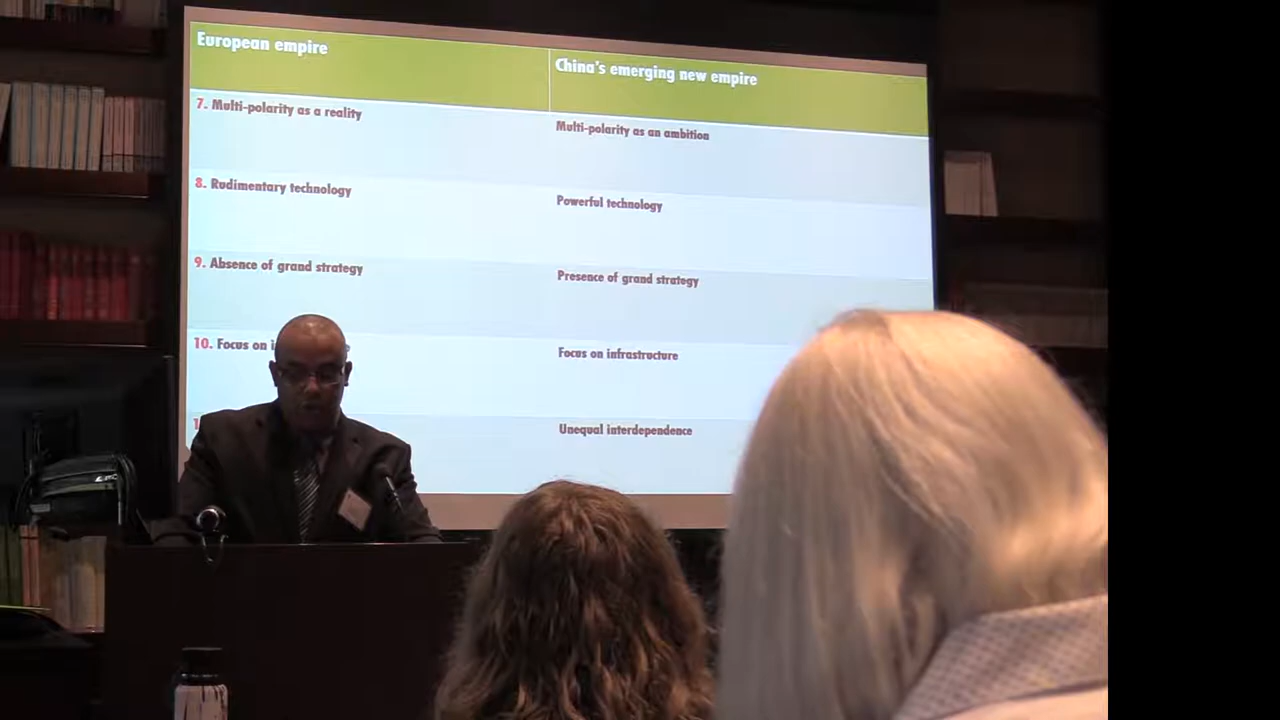 European empire
China's emerging new empire
7. Multi-polarity as a reality
Multi-polarity as an ambition
8. Rudimentary technology
Powerful technology
9. Absence of grand strategy
Presence of grand strategy
10. Focus on
Focus on infrastructure
Unequal interdependence